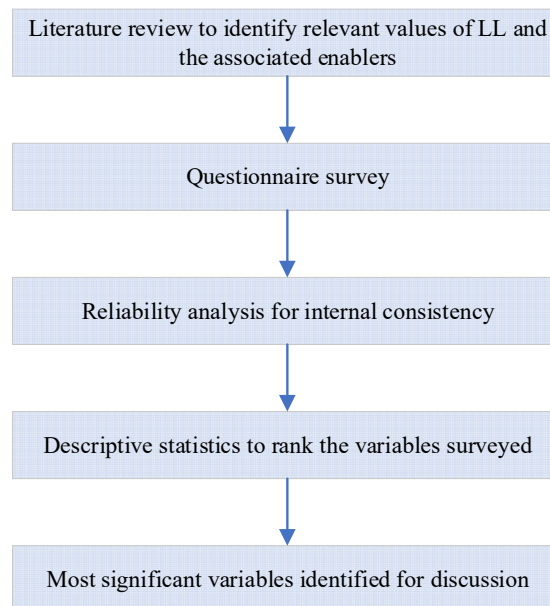 Literature review to identify relevant values of LL and
the associated enablers
Questionnaire survey
Reliability analysis for internal consistency
Descriptive statistics to rank the variables surveyed
Most significant variables identified for discussion